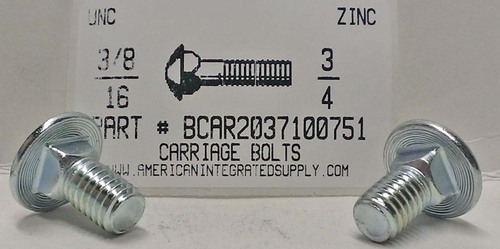 UNC ZINC
3/8 3
16 4
PART # BCAR2037100751
CARRIAGE BOLTS
WWW.AMERICANINTEGRATEDSUPPLY.COM